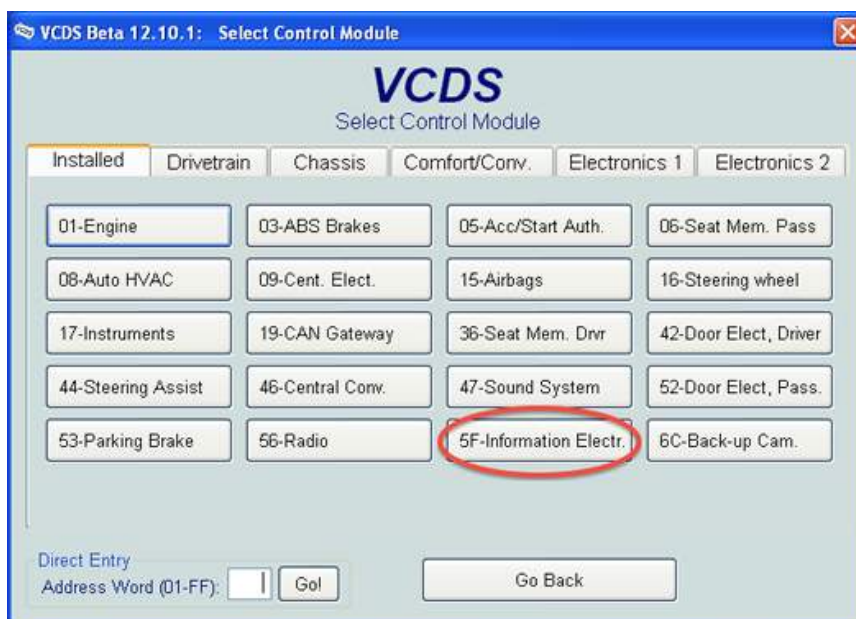 VCDS Beta 12.10.1: Select Control Module
VCDS
Select Control Module
Installed Drivetrain Chassis Comfort/Conv. Electronics 1 Electronics 2
01-Engine 03-ABS Brakes 05-Acc/Start Auth. 06-Seat Mem. Pass
08-Auto HVAC 09-Cent. Elect. 15-Airbags 16-Steering wheel
17-Instruments 19-CAN Gateway 36-Seat Mem. Drvr 42-Door Elect, Driver
44-Steering Assist 46-Central Conv. 47-Sound System 52-Door Elect, Pass.
53-Parking Brake 56-Radio 5F-Information Electr. 6C-Back-up Cam.
Direct Entry
Address Word (01-FF): Go! Go Back